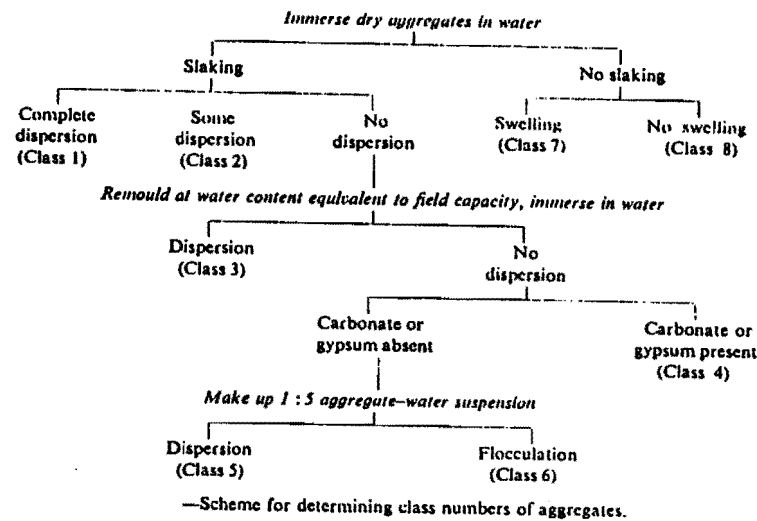 Immerse dry aggregates in water
Slaking
No slaking
Complete
dispersion
(Class 1)
Some
dispersion
(Class 2)
No
dispersion
Swelling
(Class 7)
No swelling
(Class 8)
Remould at water content equivalent to field capacity, immerse in water
Dispersion
(Class 3)
No
dispersion
Carbonate or
gypsum absent
Carbonate or
gypsum present
(Class 4)
Make up 1 : 5 aggregate–water suspension
Dispersion
(Class 5)
Flocculation
(Class 6)
—Scheme for determining class numbers of aggregates.